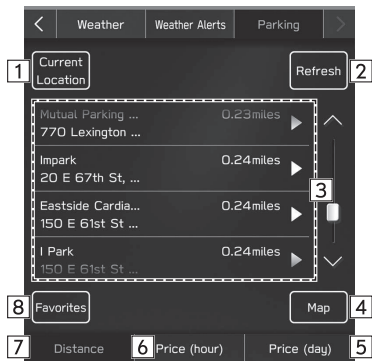 Weather
Weather Alerts
Parking
1
Current
Location
Refresh
2
Mutual Parking ...
0.23miles
770 Lexington ...
Impark
0.24miles
20 E 67th St, ...
3
Eastside Cardia...
0.24miles
150 E 61st St ...
I Park
0.24miles
150 E 61st St ...
8
Favorites
Map
4
7
Distance
6
Price (hour)
Price (day)
5